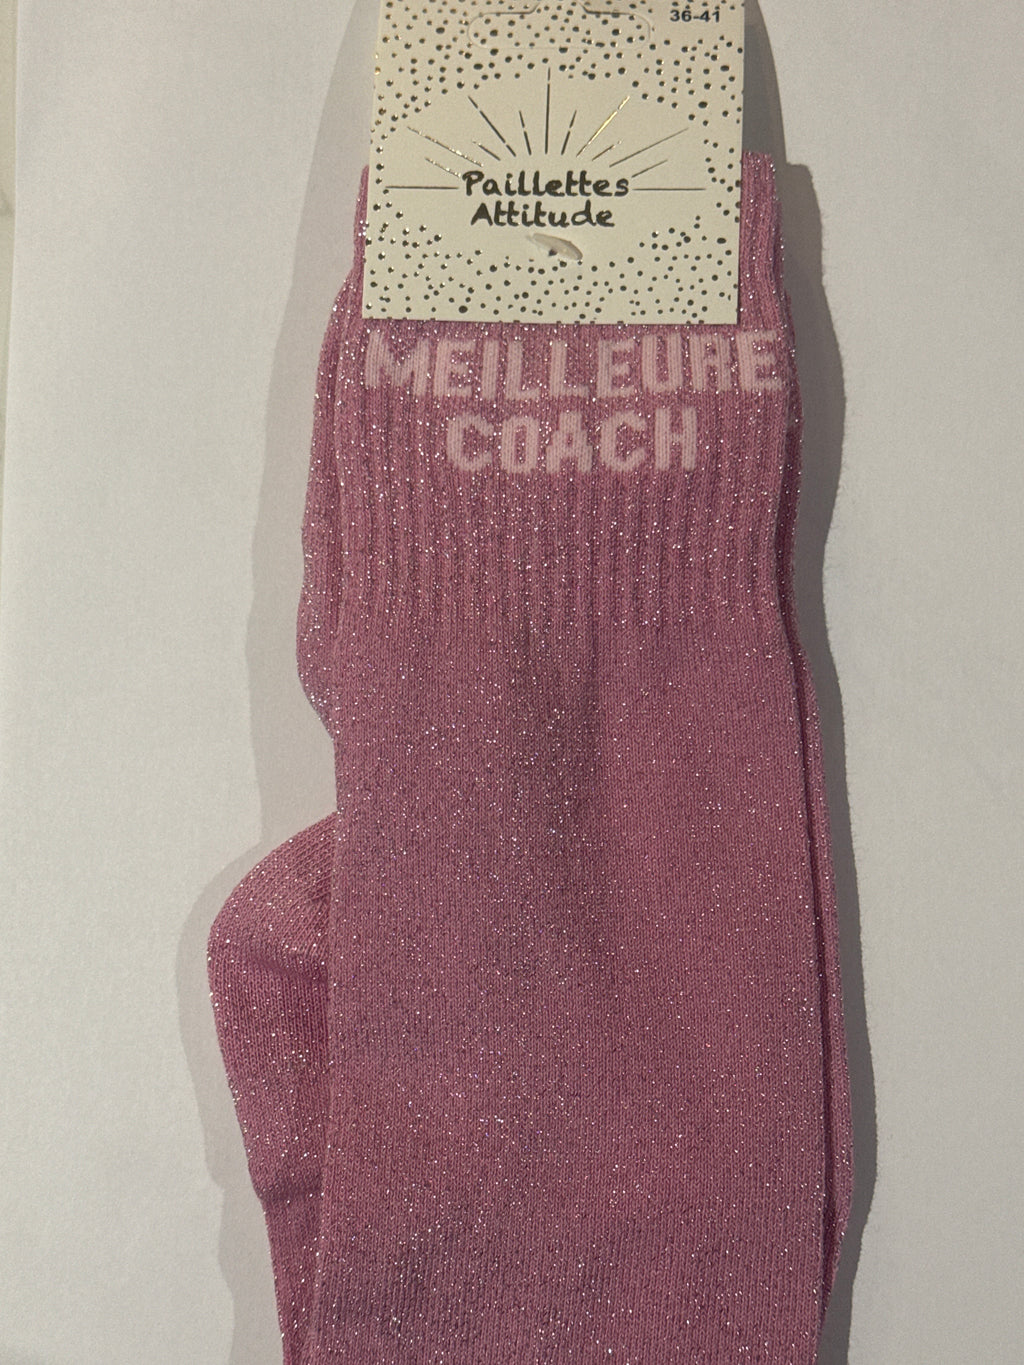 36-41
Paillettes
Attitude
MEILLEURE
COACH